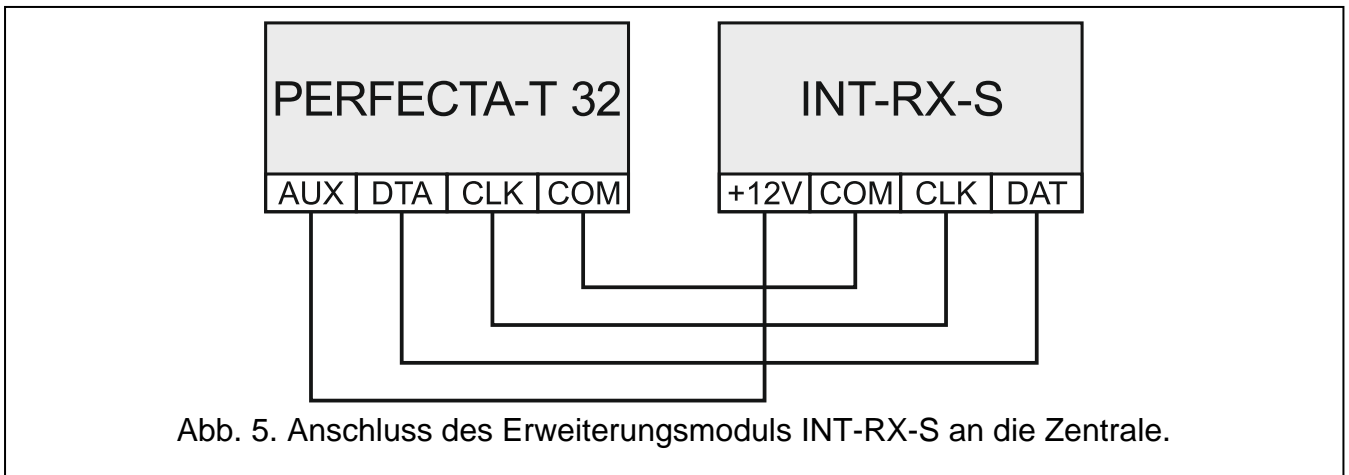 PERFECTA-T 32
INT-RX-S
AUX DTA CLK COM
+12V COM CLK DAT
Abb. 5. Anschluss des Erweiterungsmoduls INT-RX-S an die Zentrale.